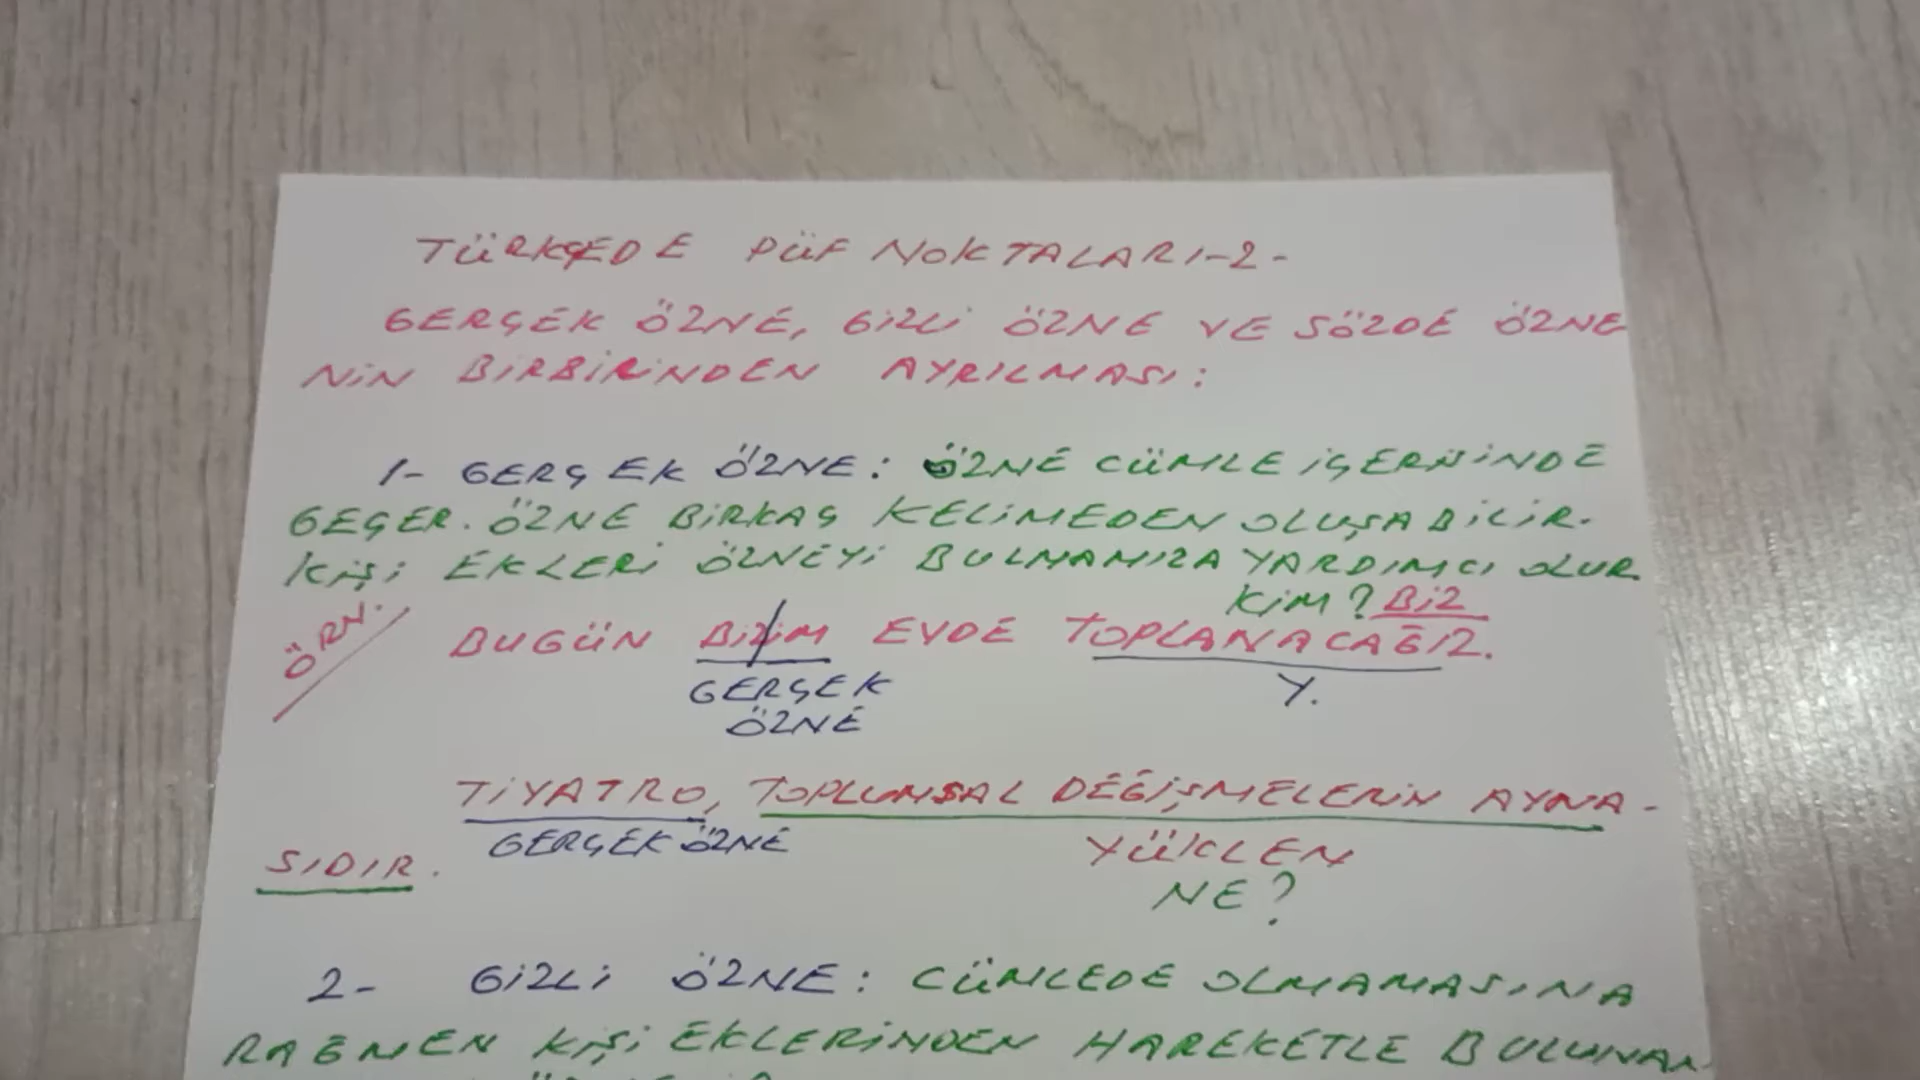 TÜRKÇEDE PÜF NOKTALARI-2-
GERÇEK ÖZNE, GİZLİ ÖZNE VE SÖZDE ÖZNE
NİN BİRBİRİNDEN AYRILMASI:
1- GERÇEK ÖZNE: ÖZNE CÜMLE İÇERSİNDE
GEÇER. ÖZNE BİRKAÇ KELİMEDEN OLUŞABİLİR.
KİŞİ EKLERİ ÖZNEYİ BULMAMIZA YARDIMCI OLUR.
KİM? BİZ
ÖRN. BUGÜN BİZİM EVDE TOPLANACAĞIZ.
GERÇEK Y.
ÖZNE
TİYATRO, TOPLUMSAL DEĞİŞMELERİN AYNA-
GERÇEK ÖZNE YÜKLEM
SIDIR.
NE?
2- GİZLİ ÖZNE: CÜMLEDE OLMAMASINA
RAĞMEN KİŞİ EKLERİNDEN HAREKETLE BULUNAN